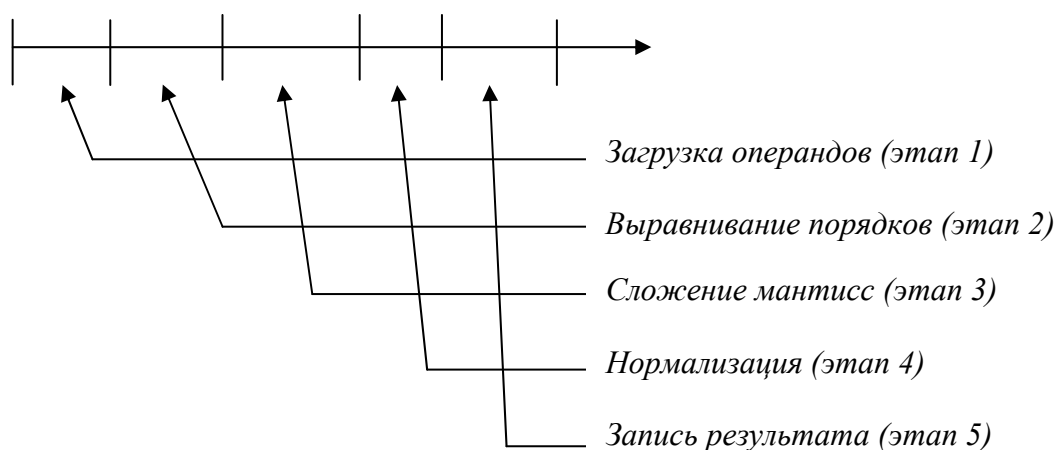 Загрузка операндов (этап 1)
Выравнивание порядков (этап 2)
Сложение мантисс (этап 3)
Нормализация (этап 4)
Запись результата (этап 5)